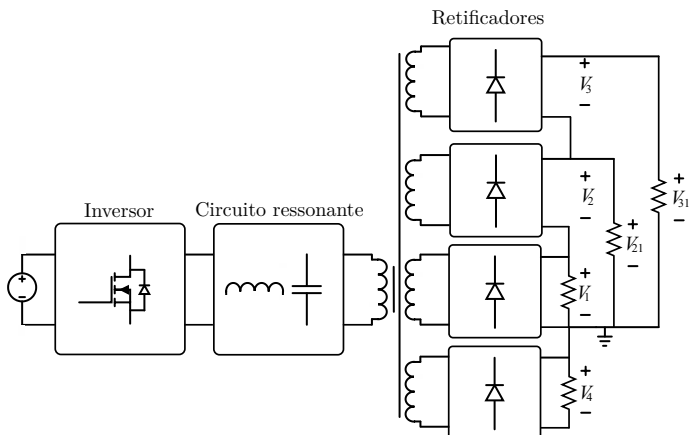 Retificadores
+
V3
−
Inversor
Circuito ressonante
+
V2
−
+
V31
−
+
V21
−
+
−
+
V1
−
+
V4
−